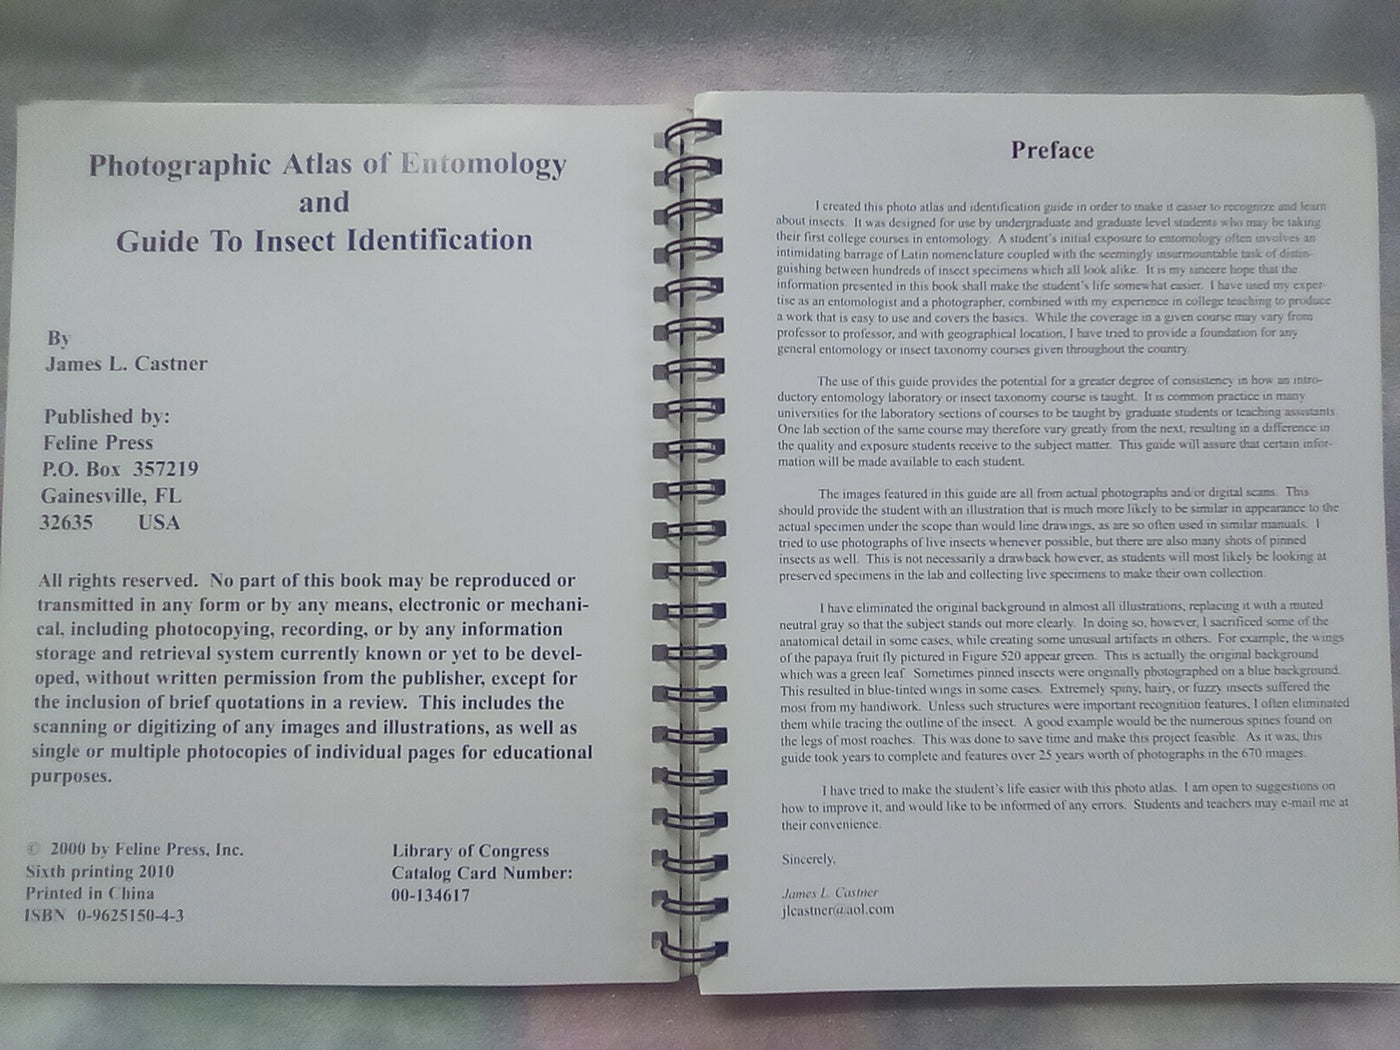 Photographic Atlas of Entomology
and
Guide To Insect Identification
By
James L. Castner
Published by:
Feline Press
P.O. Box 357219
Gainesville, FL
32635 USA
All rights reserved. No part of this book may be reproduced or
transmitted in any form or by any means, electronic or mechani-
cal, including photocopying, recording, or by any information
storage and retrieval system currently known or yet to be devel-
oped, without written permission from the publisher, except for
the inclusion of brief quotations in a review. This includes the
scanning or digitizing of any images and illustrations, as well as
single or multiple photocopies of individual pages for educational
purposes.
© 2000 by Feline Press, Inc.
Sixth printing 2010
Printed in China
ISBN 0-9625150-4-3
Library of Congress
Catalog Card Number:
00-134617
Preface
I created this photo atlas and identification guide in order to make it easier to recognize and learn
about insects. It was designed for use by undergraduate and graduate level students who may be taking
their first college courses in entomology. A student's initial exposure to entomology often involves an
intimidating barrage of Latin nomenclature coupled with the seemingly insurmountable task of distin-
guishing between hundreds of insect specimens which all look alike. It is my sincere hope that the
information presented in this book shall make the student's life somewhat easier. I have used my exper-
tise as an entomologist and a photographer, combined with my experience in college teaching to produce
a work that is easy to use and covers the basics. While the coverage in a given course may vary from
professor to professor, and with geographical location, I have tried to provide a foundation for any
general entomology or insect taxonomy courses given throughout the country.
The use of this guide provides the potential for a greater degree of consistency in how an intro-
ductory entomology laboratory or insect taxonomy course is taught. It is common practice in many
universities for the laboratory sections of courses to be taught by graduate students or teaching assistants.
One lab section of the same course may therefore vary greatly from the next, resulting in a difference in
the quality and exposure students receive to the subject matter. This guide will assure that certain infor-
mation will be made available to each student.
The images featured in this guide are all from actual photographs and/or digital scans. This
should provide the student with an illustration that is much more likely to be similar in appearance to the
actual specimen under the scope than would line drawings, as are so often used in similar manuals. I
tried to use photographs of live insects whenever possible, but there are also many shots of pinned
insects as well. This is not necessarily a drawback however, as students will most likely be looking at
preserved specimens in the lab and collecting live specimens to make their own collection.
I have eliminated the original background in almost all illustrations, replacing it with a muted
neutral gray so that the subject stands out more clearly. In doing so, however, I sacrificed some of the
anatomical detail in some cases, while creating some unusual artifacts in others. For example, the wings
of the papaya fruit fly pictured in Figure 520 appear green. This is actually the original background
which was a green leaf. Sometimes pinned insects were originally photographed on a blue background.
This resulted in blue-tinted wings in some cases. Extremely spiny, hairy, or fuzzy insects suffered the
most from my handiwork. Unless such structures were important recognition features, I often eliminated
them while tracing the outline of the insect. A good example would be the numerous spines found on
the legs of most roaches. This was done to save time and make this project feasible. As it was, this
guide took years to complete and features over 25 years worth of photographs in the 670 images.
I have tried to make the student's life easier with this photo atlas. I am open to suggestions on
how to improve it, and would like to be informed of any errors. Students and teachers may e-mail me at
their convenience.
Sincerely,
James L. Castner
jlcastner@aol.com